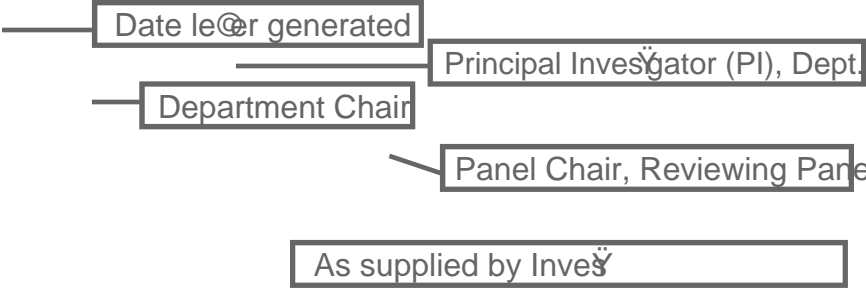 Date le©er generated
Principal InvesŸgator (PI), Dept.
Department Chair
Panel Chair, Reviewing Pane
As supplied by InvesŸ